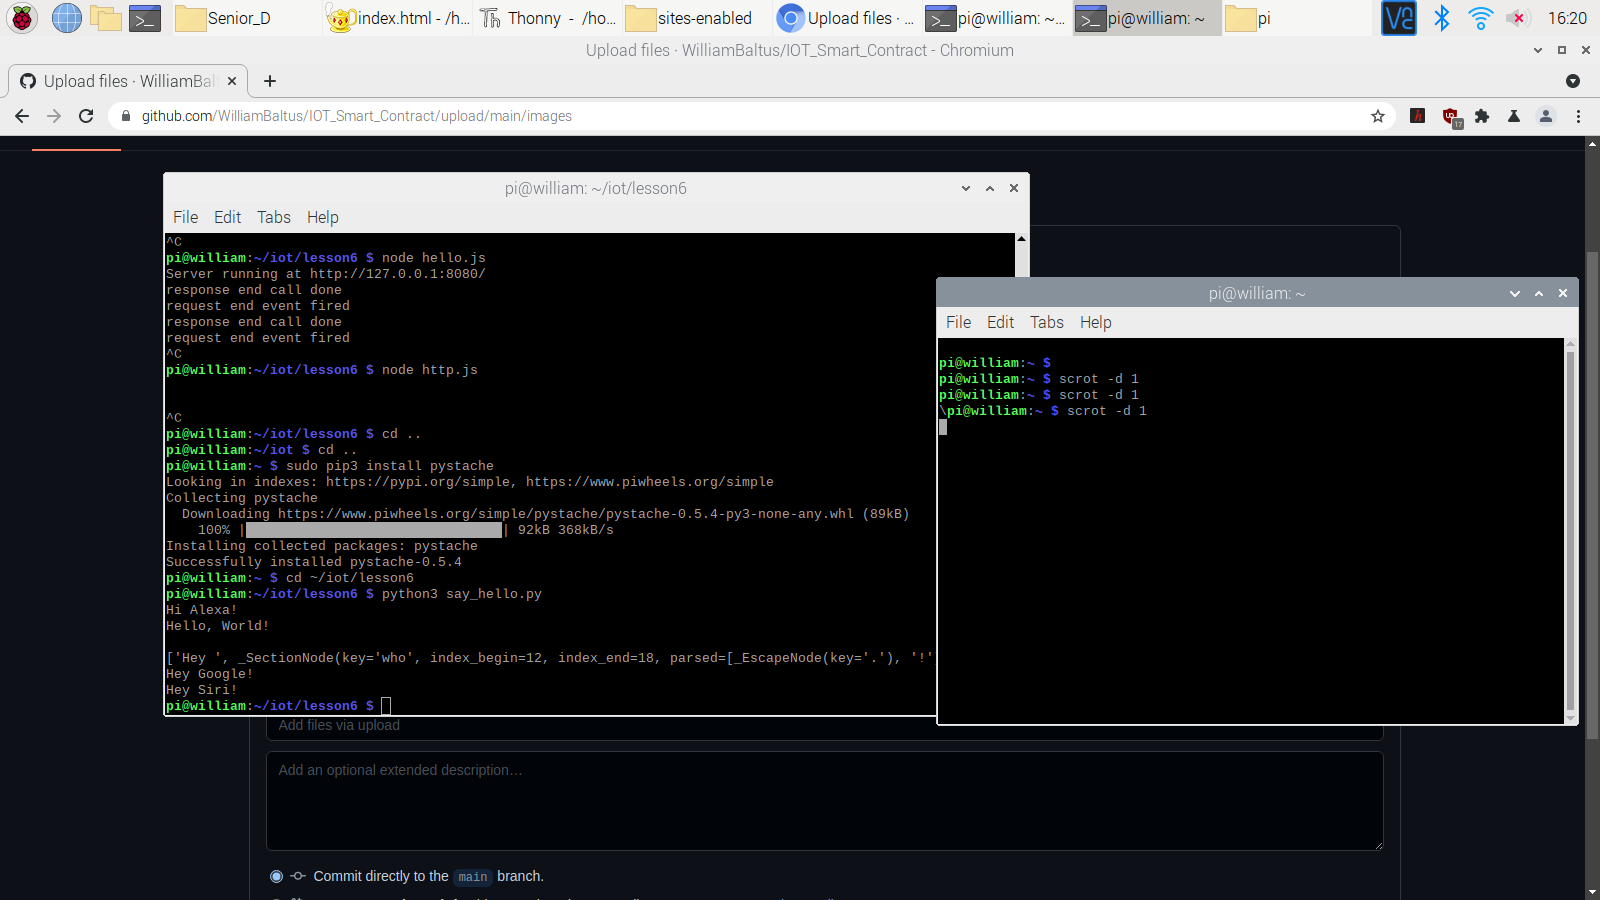 Senior_D
index.html - /h...
Thonny - /ho...
sites-enabled
Upload files · ...
pi@william: ~...
pi@william: ~
pi
16:20
Upload files · WilliamBaltus/IOT_Smart_Contract - Chromium
Upload files · WilliamBal
github.com/WilliamBaltus/IOT_Smart_Contract/upload/main/images
17
pi@william: ~/iot/lesson6
File Edit Tabs Help
^C
pi@william:~/iot/lesson6 $ node hello.js
Server running at http://127.0.0.1:8080/
response end call done
request end event fired
response end call done
request end event fired
^C
pi@william:~/iot/lesson6 $ node http.js
^C
pi@william:~/iot/lesson6 $ cd ..
pi@william:~/iot $ cd ..
pi@william:~ $ sudo pip3 install pystache
Looking in indexes: https://pypi.org/simple, https://www.piwheels.org/simple
Collecting pystache
Downloading https://www.piwheels.org/simple/pystache/pystache-0.5.4-py3-none-any.whl (89kB)
100% | | 92kB 368kB/s
Installing collected packages: pystache
Successfully installed pystache-0.5.4
pi@william:~ $ cd ~/iot/lesson6
pi@william:~/iot/lesson6 $ python3 say_hello.py
Hi Alexa!
Hello, World!
['Hey ', _SectionNode(key='who', index_begin=12, index_end=18, parsed=[_EscapeNode(key='.'), '!'
Hey Google!
Hey Siri!
pi@william:~/iot/lesson6 $
pi@william: ~
File Edit Tabs Help
pi@william:~ $
pi@william:~ $ scrot -d 1
pi@william:~ $ scrot -d 1
\pi@william:~ $ scrot -d 1
Add files via upload
Add an optional extended description…
Commit directly to the main branch.